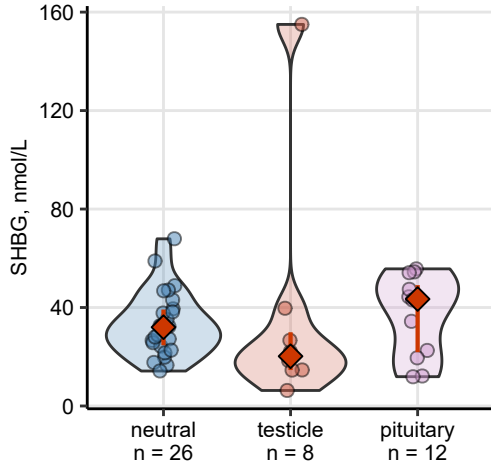 SHBG, nmol/L
160
120
80
40
0
neutral testicle pituitary
n = 26 n = 8 n = 12